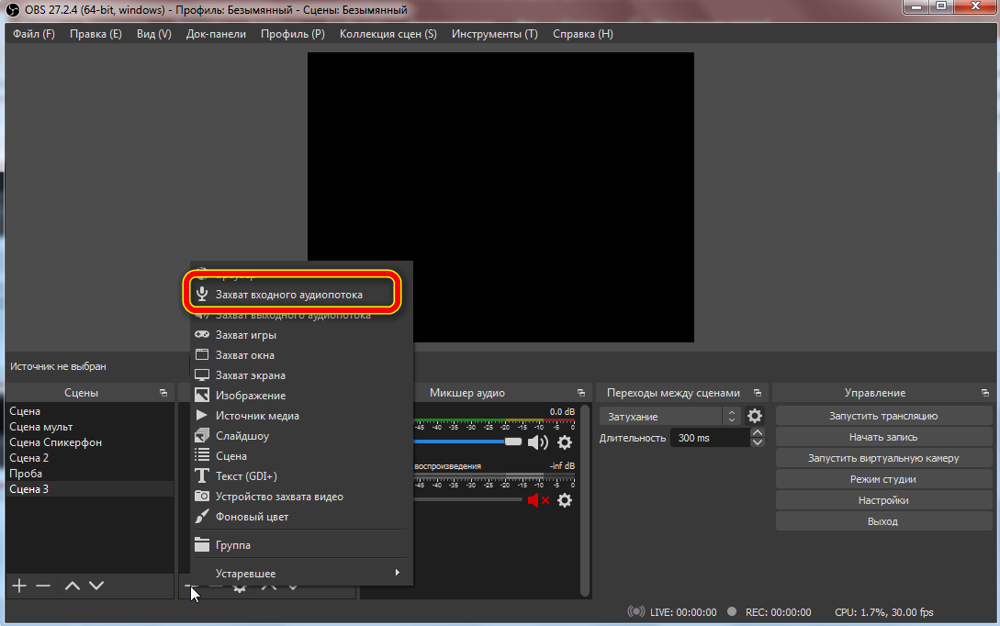 OBS 27.2.4 (64-bit, windows) - Профиль: Безымянный - Сцены: Безымянный
Файл (F) Правка (E) Вид (V) Док-панели Профиль (P) Коллекция сцен (S) Инструменты (T) Справка (H)
Браузер
Захват входного аудиопотока
Захват выходного аудиопотока
Захват игры
Захват окна
Захват экрана
Изображение
Источник медиа
Слайдшоу
Сцена
Текст (GDI+)
Устройство захвата видео
Фоновый цвет
Группа
Устаревшее
Источник не выбран
Сцены
Сцена
Сцена мульт
Сцена Спикерфон
Сцена 2
Проба
Сцена 3
Микшер аудио
0.0 dB
-45 -40 -35 -30 -25 -20 -15 -10 -5 0
воспроизведения -inf dB
-45 -40 -35 -30 -25 -20 -15 -10 -5 0
Переходы между сценами
Затухание
Длительность 300 ms
Управление
Запустить трансляцию
Начать запись
Запустить виртуальную камеру
Режим студии
Настройки
Выход
LIVE: 00:00:00 REC: 00:00:00 CPU: 1.7%, 30.00 fps